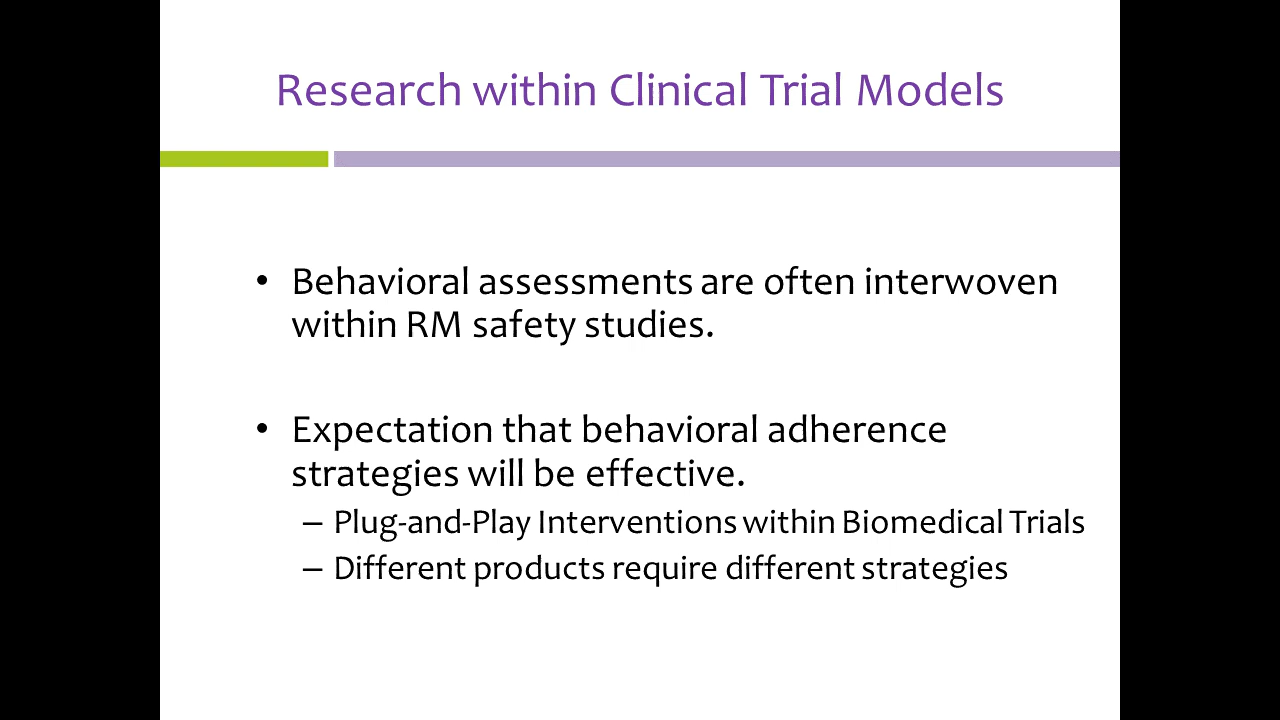 Research within Clinical Trial Models
• Behavioral assessments are often interwoven
within RM safety studies.
• Expectation that behavioral adherence
strategies will be effective.
– Plug-and-Play Interventions within Biomedical Trials
– Different products require different strategies